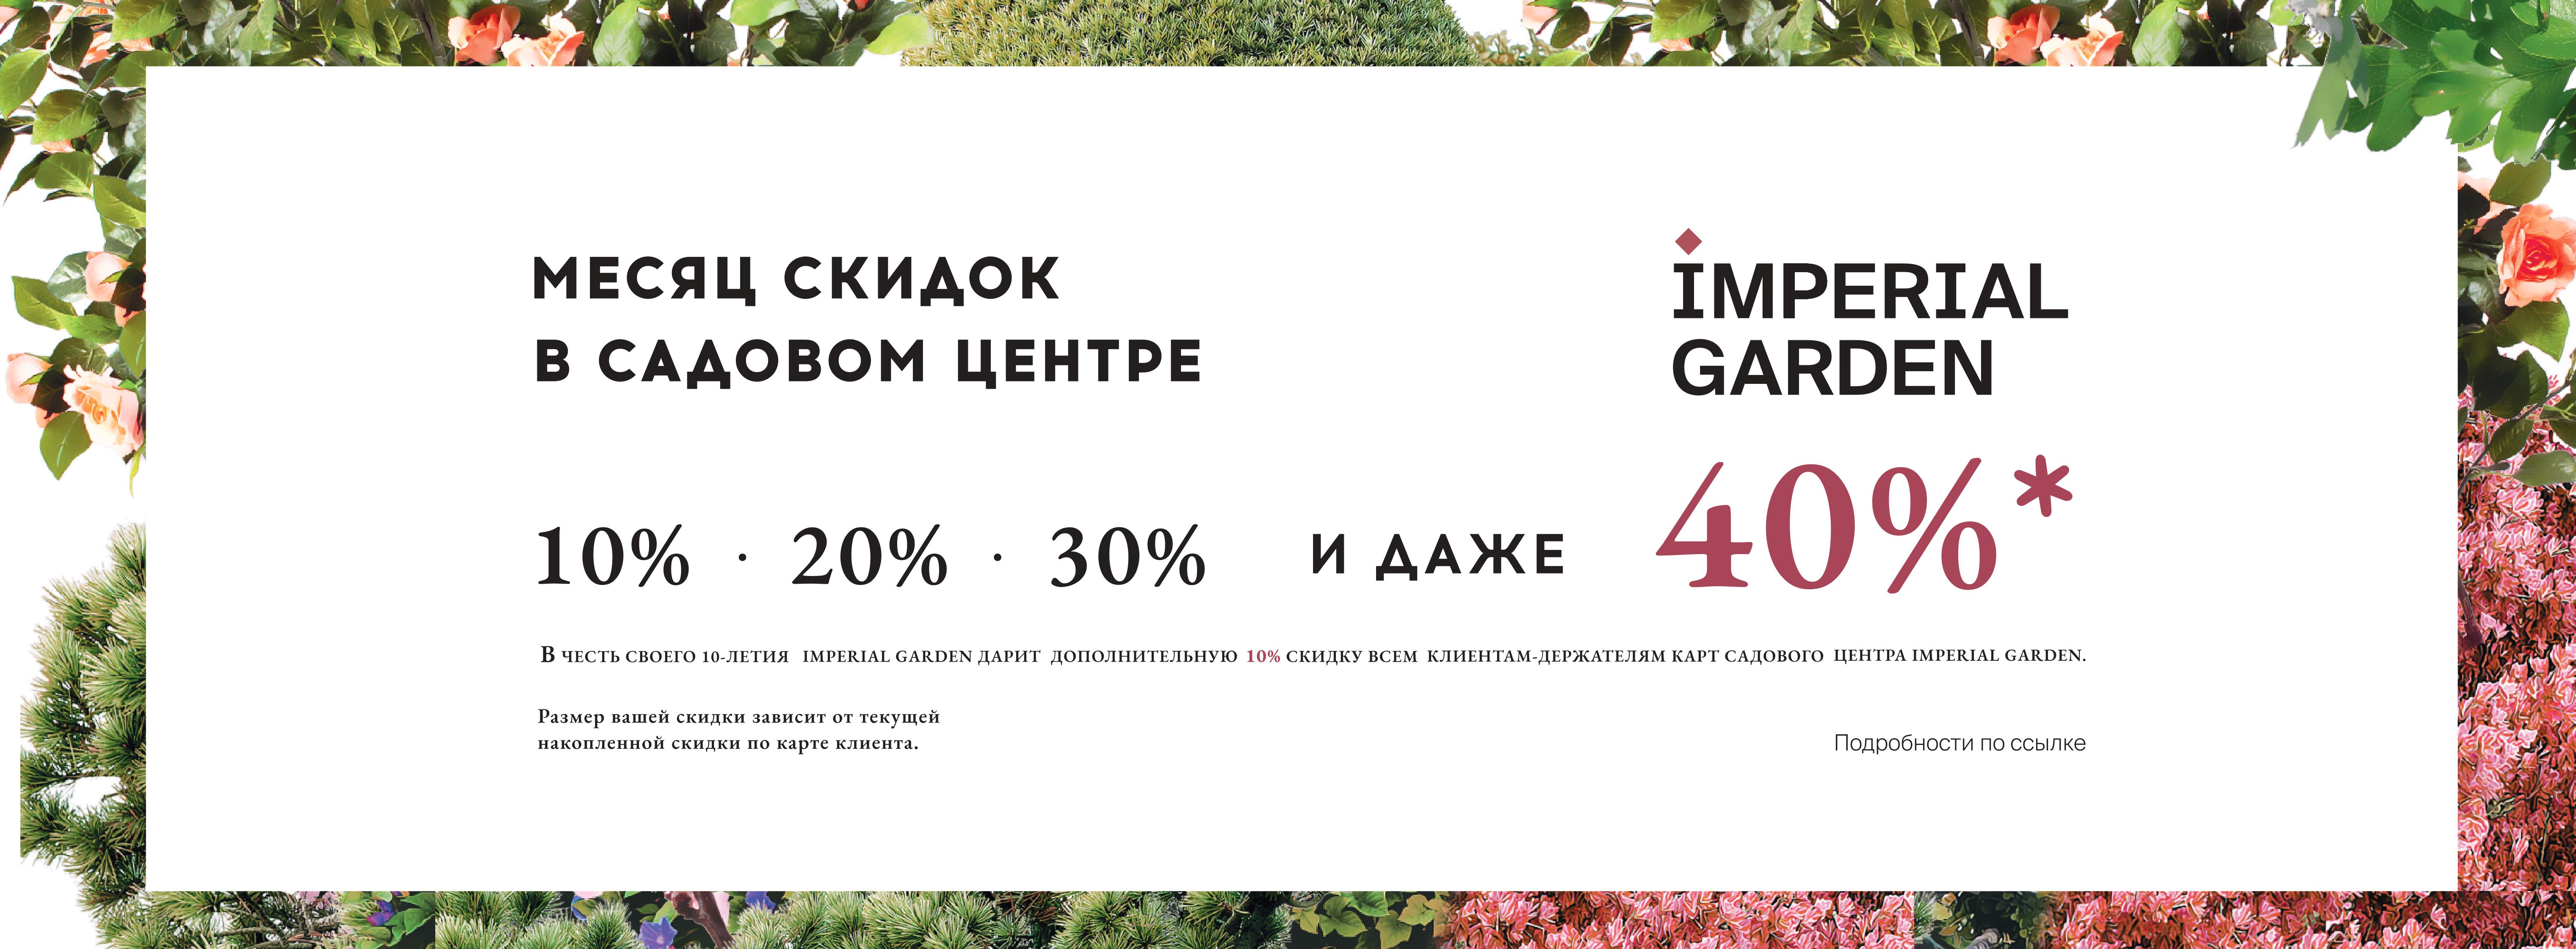 МЕСЯЦ СКИДОК
В САДОВОМ ЦЕНТРЕ
IMPERIAL
GARDEN
10% · 20% · 30% И ДАЖЕ 40%*
В ЧЕСТЬ СВОЕГО 10-ЛЕТИЯ IMPERIAL GARDEN ДАРИТ ДОПОЛНИТЕЛЬНУЮ 10% СКИДКУ ВСЕМ КЛИЕНТАМ-ДЕРЖАТЕЛЯМ КАРТ САДОВОГО ЦЕНТРА IMPERIAL GARDEN.
Размер вашей скидки зависит от текущей
накопленной скидки по карте клиента.
Подробности по ссылке